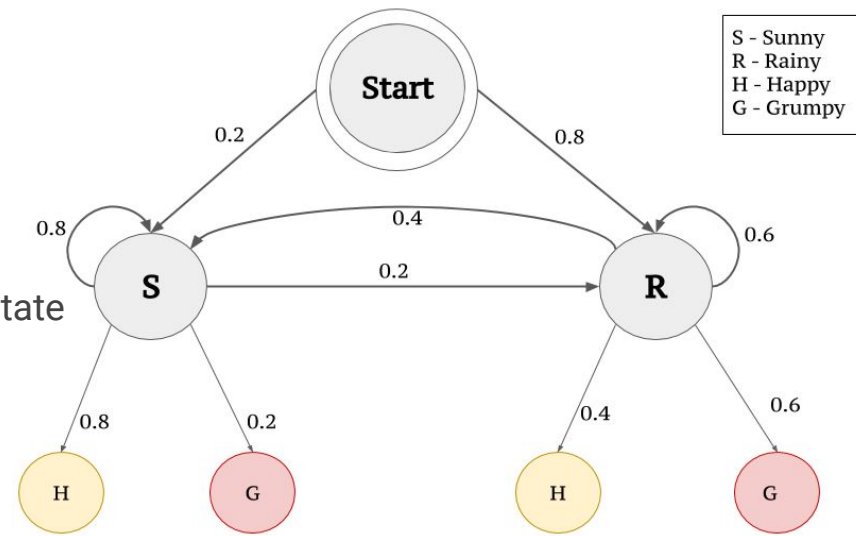 Start
S - Sunny
R - Rainy
H - Happy
G - Grumpy
0.2
0.8
0.8
0.4
0.6
0.2
S
R
tate
0.8
0.2
0.4
0.6
H
G
H
G